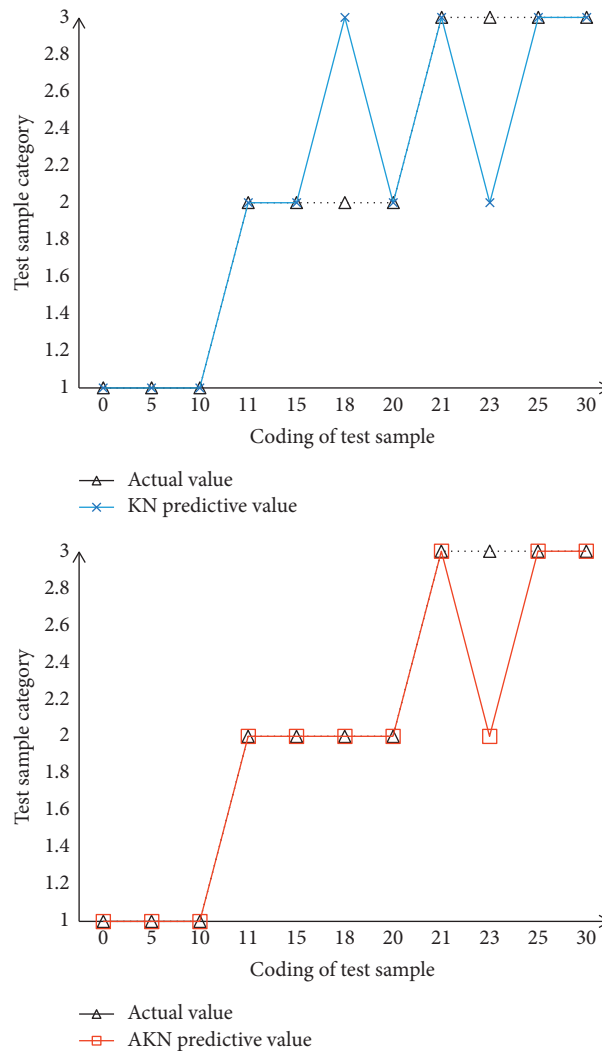 3
2.8
2.6
2.4
2.2
2
1.8
1.6
1.4
1.2
1
Test sample category
0 5 10 11 15 18 20 21 23 25 30
Coding of test sample
Actual value
KN predictive value
3
2.8
2.6
2.4
2.2
2
1.8
1.6
1.4
1.2
1
Test sample category
0 5 10 11 15 18 20 21 23 25 30
Coding of test sample
Actual value
AKN predictive value